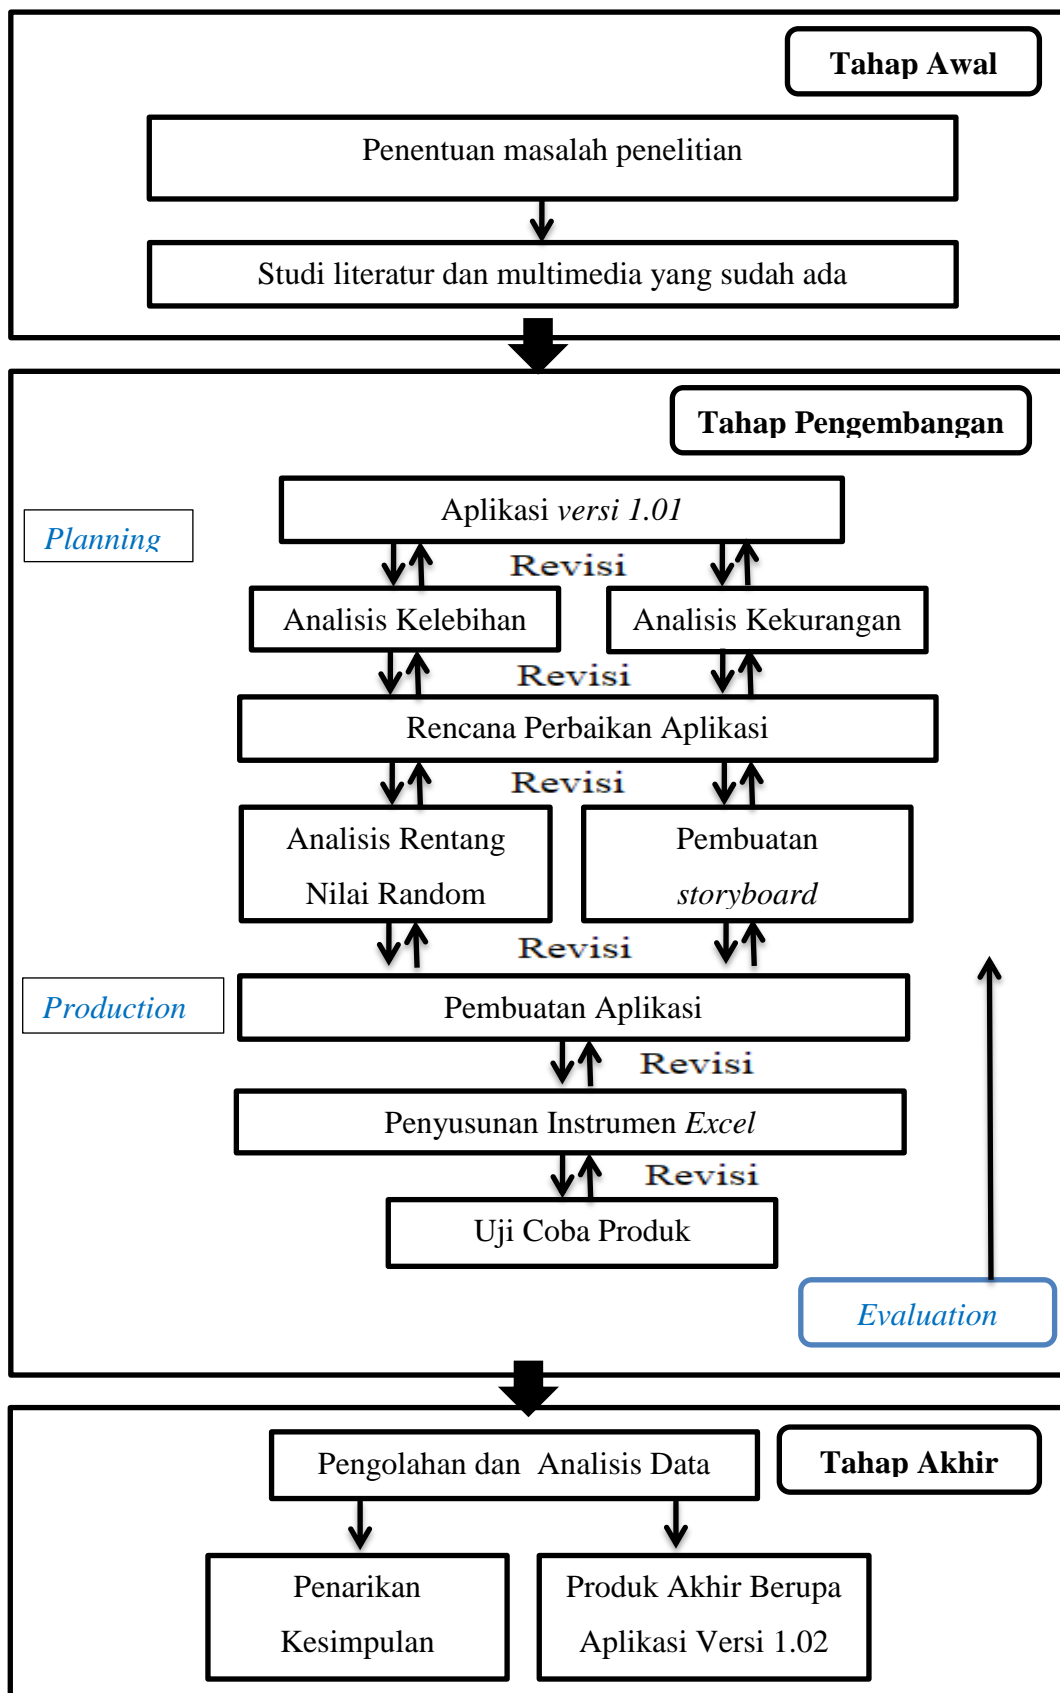 Tahap Awal
Penentuan masalah penelitian
Studi literatur dan multimedia yang sudah ada
Tahap Pengembangan
Aplikasi versi 1.01
Planning
Revisi
Analisis Kelebihan
Analisis Kekurangan
Revisi
Rencana Perbaikan Aplikasi
Revisi
Analisis Rentang
Nilai Random
Pembuatan
storyboard
Revisi
Production
Pembuatan Aplikasi
Revisi
Penyusunan Instrumen Excel
Revisi
Uji Coba Produk
Evaluation
Pengolahan dan Analisis Data
Tahap Akhir
Penarikan
Kesimpulan
Produk Akhir Berupa
Aplikasi Versi 1.02